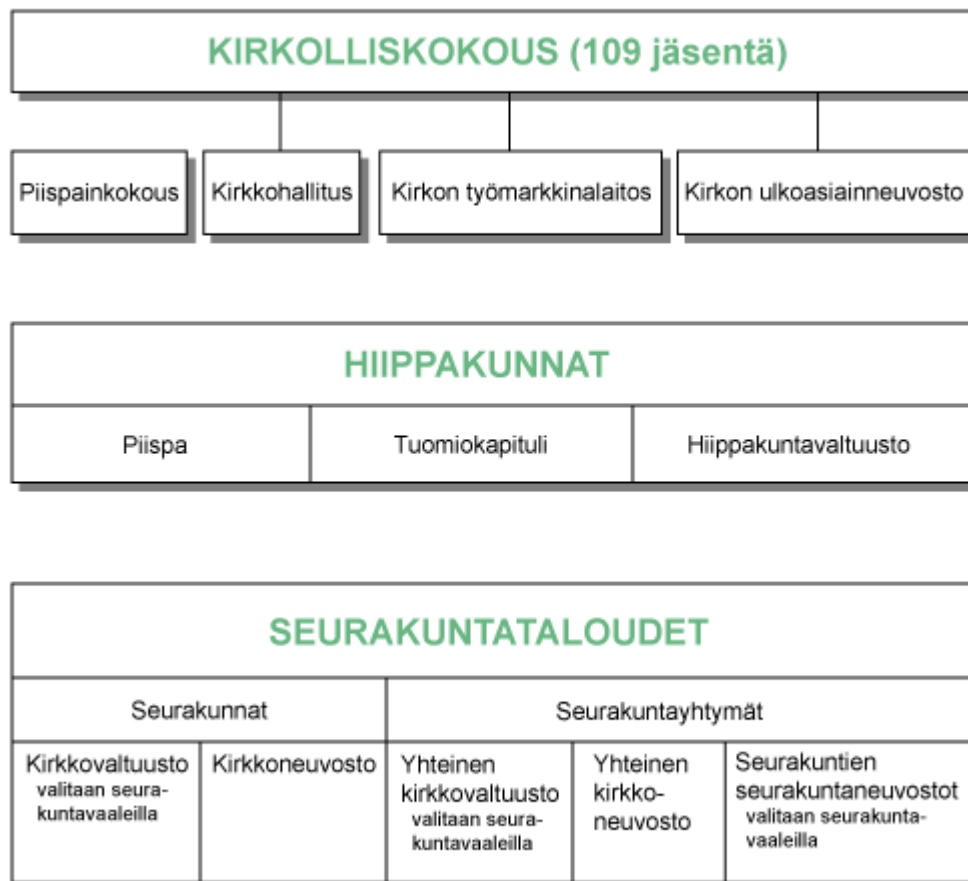 KIRKOLLISKOKOUS (109 jäsentä)
Piispainkokous
Kirkkohallitus
Kirkon työmarkkinalaitos
Kirkon ulkoasiainneuvosto
HIIPPAKUNNAT
Piispa
Tuomiokapituli
Hiippakuntavaltuusto
SEURAKUNTATALOUDET
Seurakunnat
Seurakuntayhtymät
Kirkkovaltuusto
valitaan seura-
kuntavaaleilla
Kirkkoneuvosto
Yhteinen
kirkkovaltuusto
valitaan seura-
kuntavaaleilla
Yhteinen
kirkko-
neuvosto
Seurakuntien
seurakuntaneuvostot
valitaan seurakunta-
vaaleilla